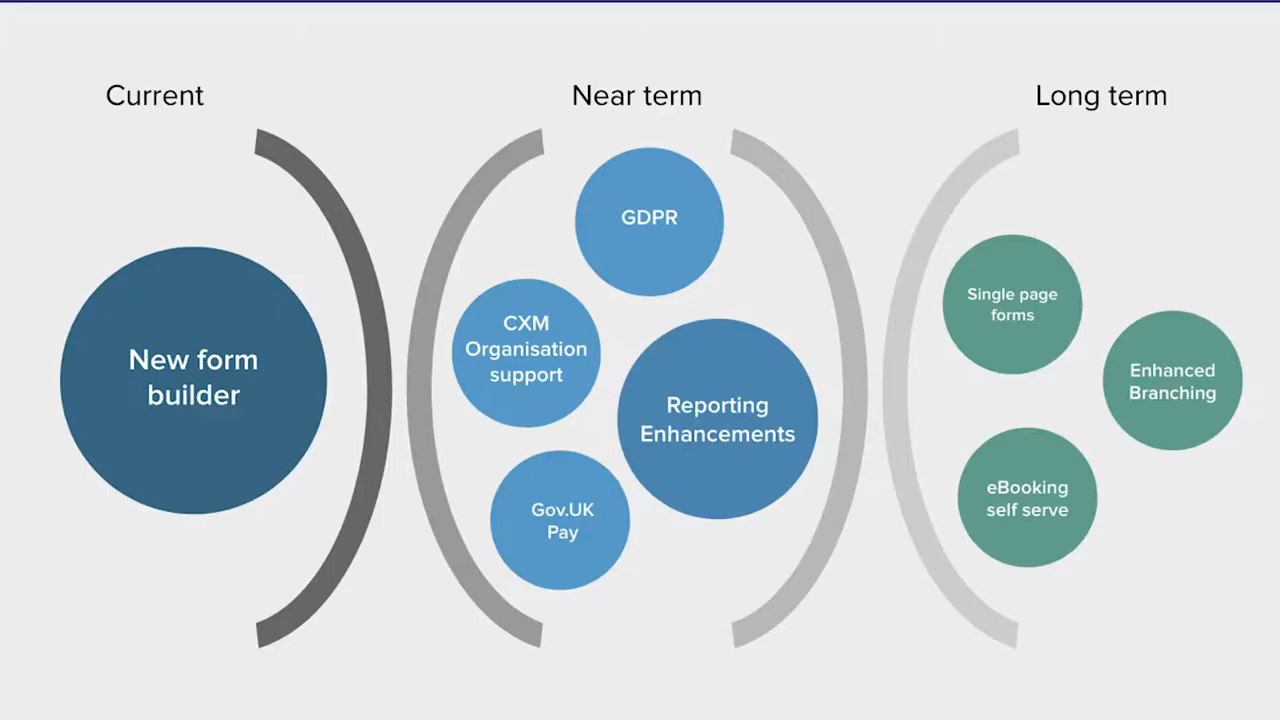 Current
New form
builder
Near term
GDPR
CXM
Organisation
support
Reporting
Enhancements
Gov.UK
Pay
Long term
Single page
forms
Enhanced
Branching
eBooking
self serve